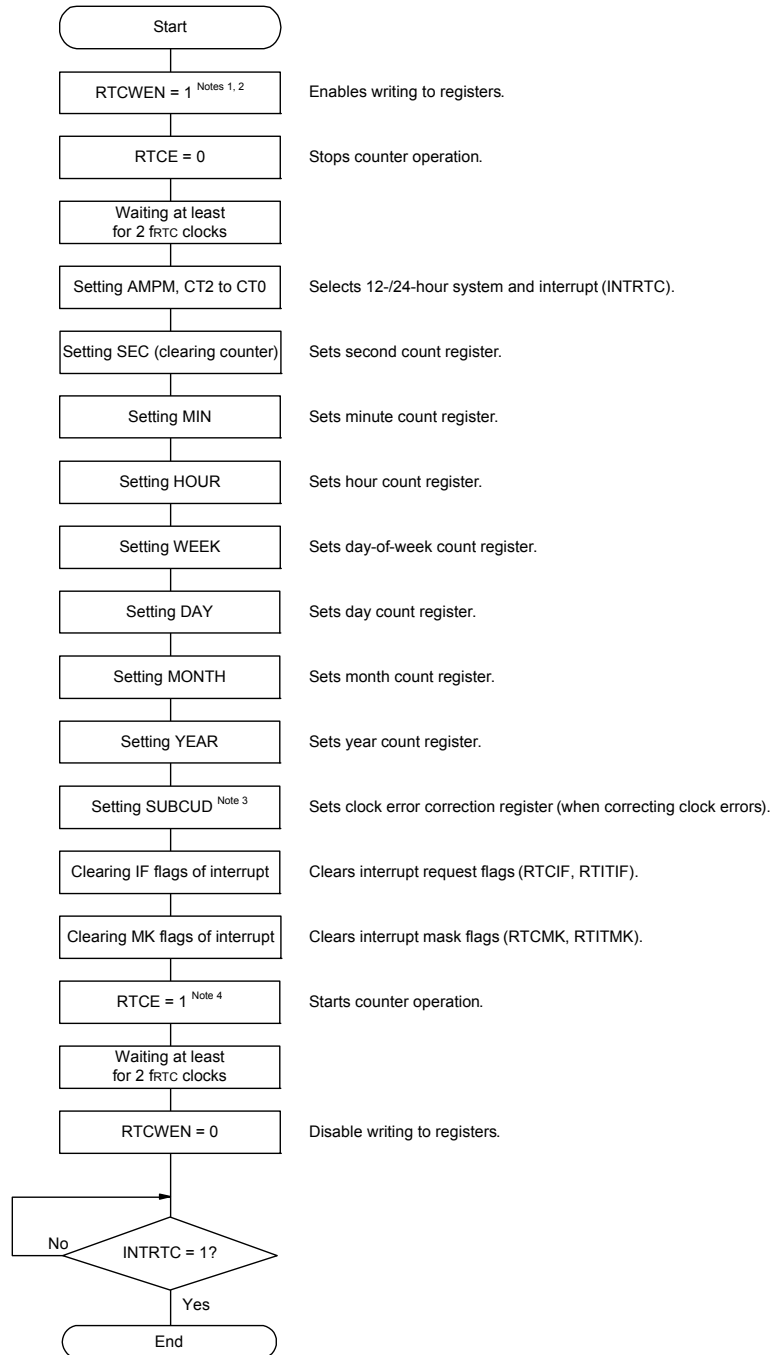 Start
RTCWEN = 1 Notes 1, 2 Enables writing to registers.
RTCE = 0 Stops counter operation.
Waiting at least
for 2 fRTC clocks
Setting AMPM, CT2 to CT0 Selects 12-/24-hour system and interrupt (INTRTC).
Setting SEC (clearing counter) Sets second count register.
Setting MIN Sets minute count register.
Setting HOUR Sets hour count register.
Setting WEEK Sets day-of-week count register.
Setting DAY Sets day count register.
Setting MONTH Sets month count register.
Setting YEAR Sets year count register.
Setting SUBCUD Note 3 Sets clock error correction register (when correcting clock errors).
Clearing IF flags of interrupt Clears interrupt request flags (RTCIF, RTITIF).
Clearing MK flags of interrupt Clears interrupt mask flags (RTCMK, RTITMK).
RTCE = 1 Note 4 Starts counter operation.
Waiting at least
for 2 fRTC clocks
RTCWEN = 0 Disable writing to registers.
No
INTRTC = 1?
Yes
End